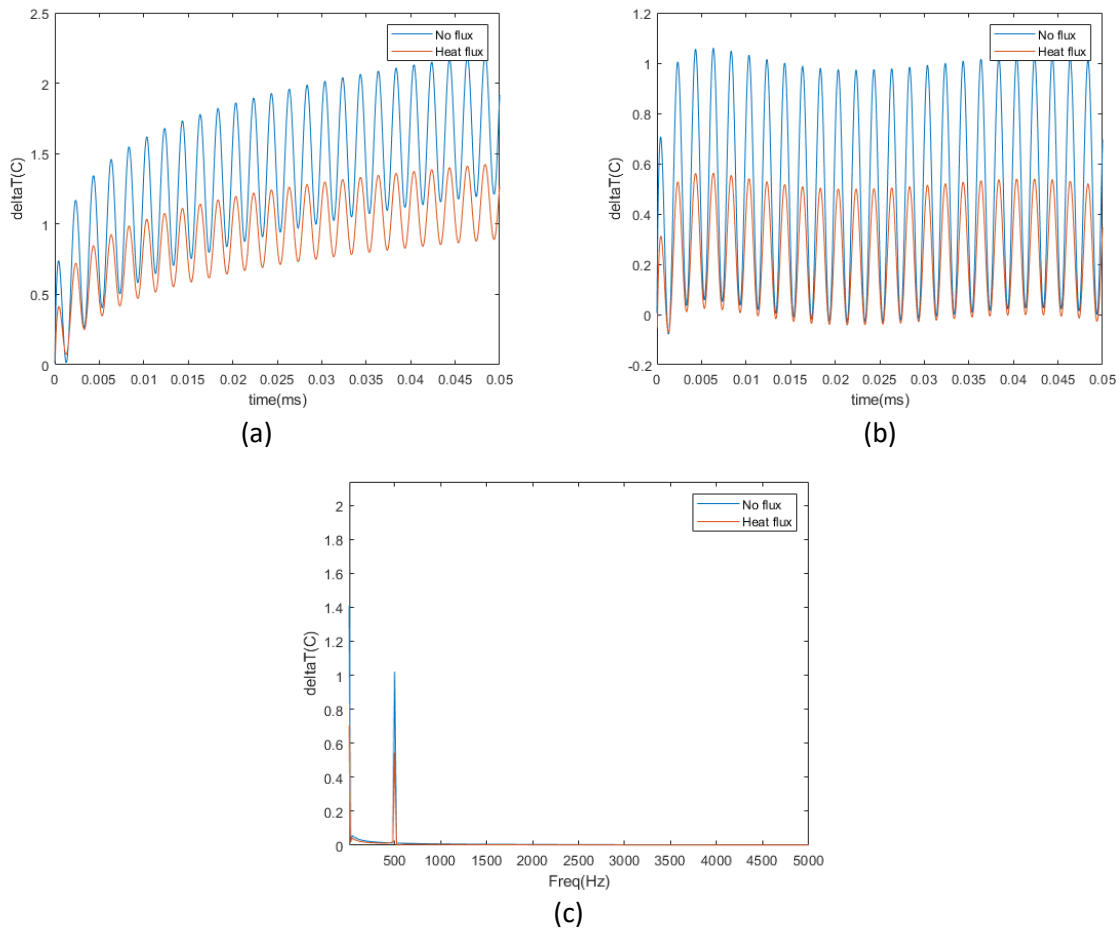 2.5
2
1.5
1
0.5
0
deltaT(C)
No flux
Heat flux
0 0.005 0.01 0.015 0.02 0.025 0.03 0.035 0.04 0.045 0.05
time(ms)
(a)
1.2
1
0.8
0.6
0.4
0.2
0
-0.2
deltaT(C)
No flux
Heat flux
0 0.005 0.01 0.015 0.02 0.025 0.03 0.035 0.04 0.045 0.05
time(ms)
(b)
2
1.8
1.6
1.4
1.2
1
0.8
0.6
0.4
0.2
0
deltaT(C)
No flux
Heat flux
500 1000 1500 2000 2500 3000 3500 4000 4500 5000
Freq(Hz)
(c)